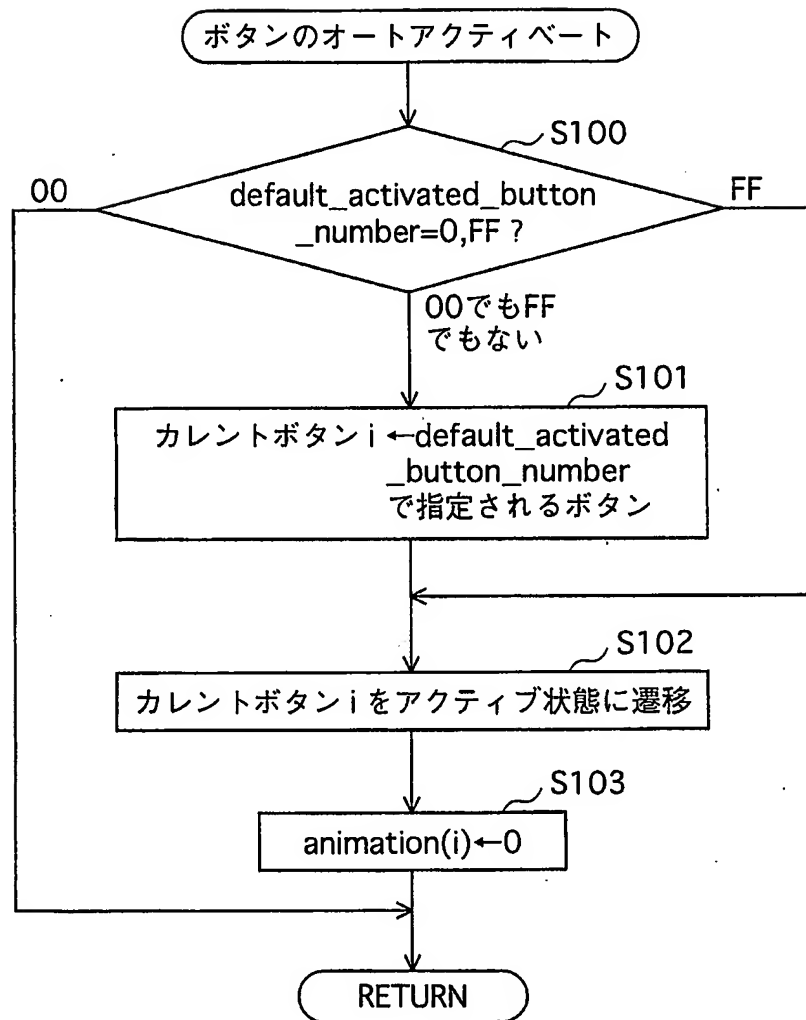 ボタンのオートアクティベート
S100
00
default_activated_button
_number=0,FF ?
FF
00でもFF
でもない
S101
カレントボタン i ←default_activated
_button_number
で指定されるボタン
S102
カレントボタン i をアクティブ状態に遷移
S103
animation(i)←0
RETURN